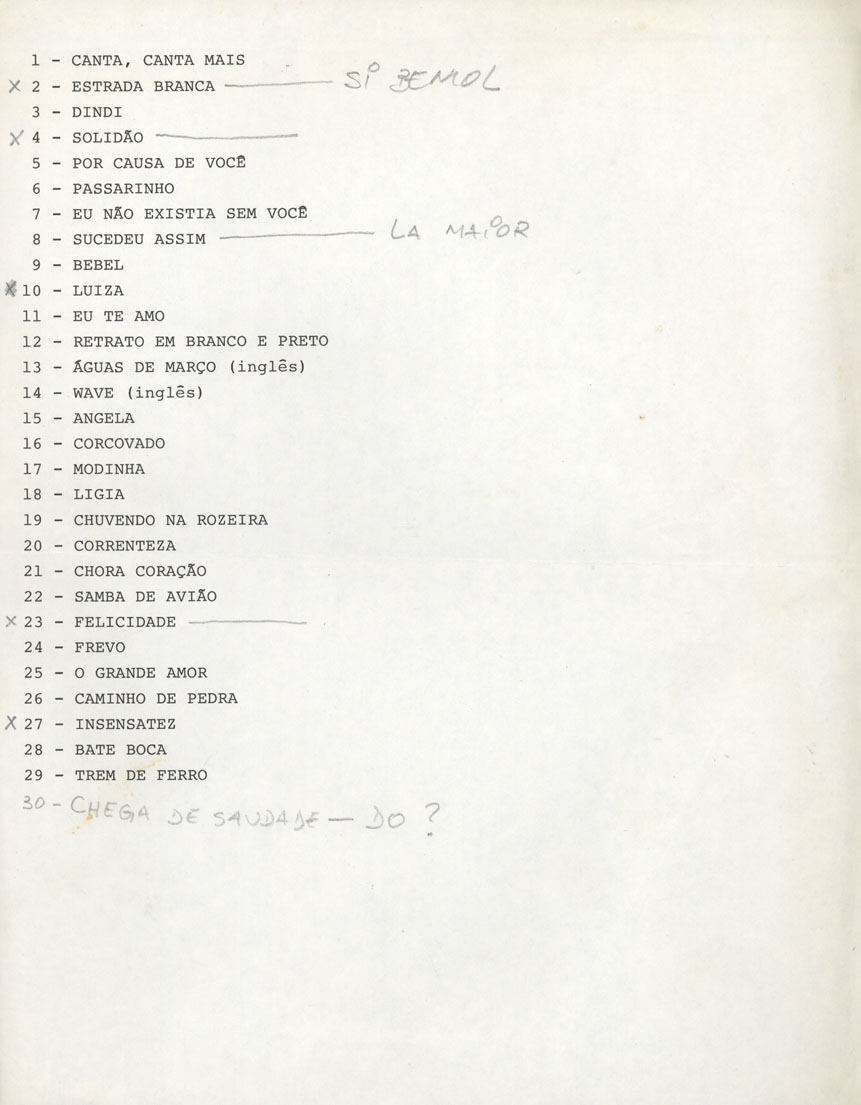 1 - CANTA, CANTA MAIS
X 2 - ESTRADA BRANCA — SI BEMOL
3 - DINDI
X 4 - SOLIDÃO —
5 - POR CAUSA DE VOCÊ
6 - PASSARINHO
7 - EU NÃO EXISTIA SEM VOCÊ
8 - SUCEDEU ASSIM — LA MAIOR
9 - BEBEL
X 10 - LUIZA
11 - EU TE AMO
12 - RETRATO EM BRANCO E PRETO
13 - ÁGUAS DE MARÇO (inglês)
14 - WAVE (inglês)
15 - ANGELA
16 - CORCOVADO
17 - MODINHA
18 - LIGIA
19 - CHUVENDO NA ROZEIRA
20 - CORRENTEZA
21 - CHORA CORAÇÃO
22 - SAMBA DE AVIÃO
X 23 - FELICIDADE —
24 - FREVO
25 - O GRANDE AMOR
26 - CAMINHO DE PEDRA
X 27 - INSENSATEZ
28 - BATE BOCA
29 - TREM DE FERRO
30 - CHEGA DE SAUDADE — DO ?